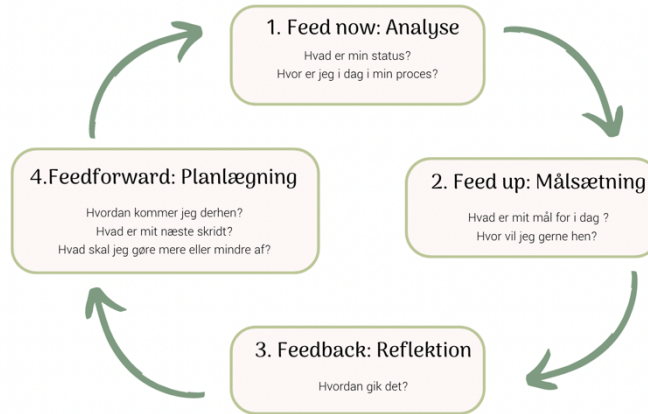 1. Feed now: Analyse
Hvad er min status?
Hvor er jeg i dag i min proces?
2. Feed up: Målsætning
Hvad er mit mål for i dag ?
Hvor vil jeg gerne hen?
3. Feedback: Reflektion
Hvordan gik det?
4.Feedforward: Planlægning
Hvordan kommer jeg derhen?
Hvad er mit næste skridt?
Hvad skal jeg gøre mere eller mindre af?